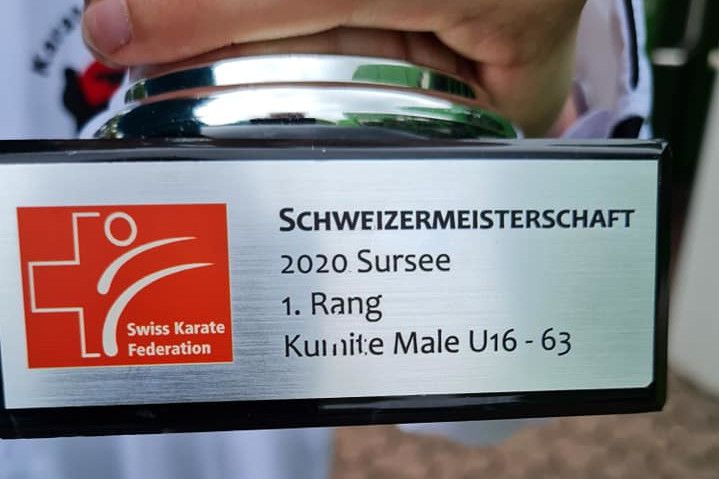 SCHWEIZERMEISTERSCHAFT
2020 Sursee
1. Rang
Kumite Male U16 - 63
Swiss Karate
Federation